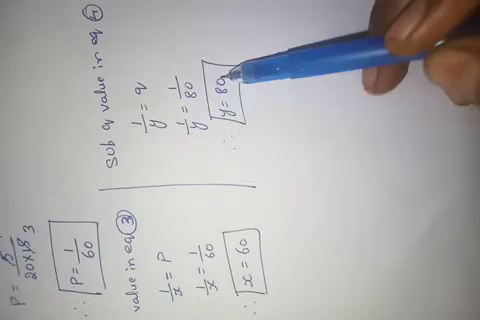 P = 5/20×15 3
∴ P = 1/60
value in eq ③
1/x = P
1/x = 1/60
∴ x = 60
Sub q value in eq ④
1/y = q
1/y = 1/80
∴ y = 80